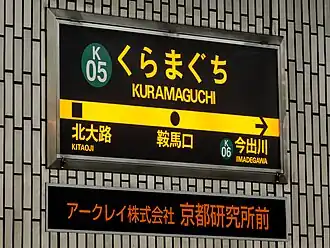 K
05
くらまぐち
KURAMAGUCHI
北大路
KITAOJI
鞍馬口
K
06
今出川
IMADEGAWA
アークレイ株式会社 京都研究所前